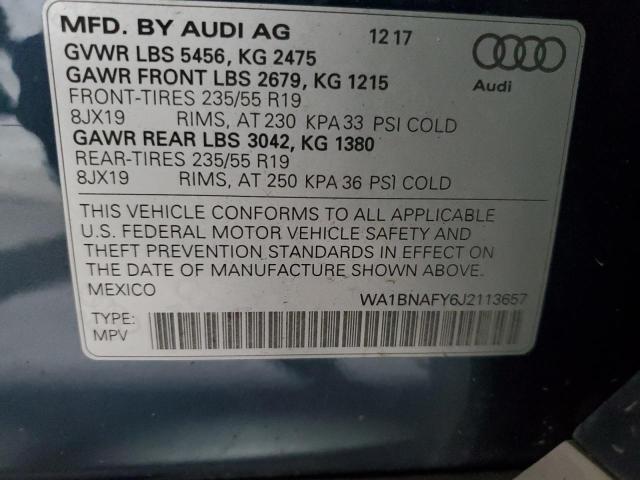 MFD. BY AUDI AG 12 17
GVWR LBS 5456, KG 2475
GAWR FRONT LBS 2679, KG 1215
FRONT-TIRES 235/55 R19
8JX19 RIMS, AT 230 KPA 33 PSI COLD
GAWR REAR LBS 3042, KG 1380
REAR-TIRES 235/55 R19
8JX19 RIMS, AT 250 KPA 36 PSI COLD
Audi
THIS VEHICLE CONFORMS TO ALL APPLICABLE
U.S. FEDERAL MOTOR VEHICLE SAFETY AND
THEFT PREVENTION STANDARDS IN EFFECT ON
THE DATE OF MANUFACTURE SHOWN ABOVE.
MEXICO WA1BNAFY6J2113657
TYPE:
MPV